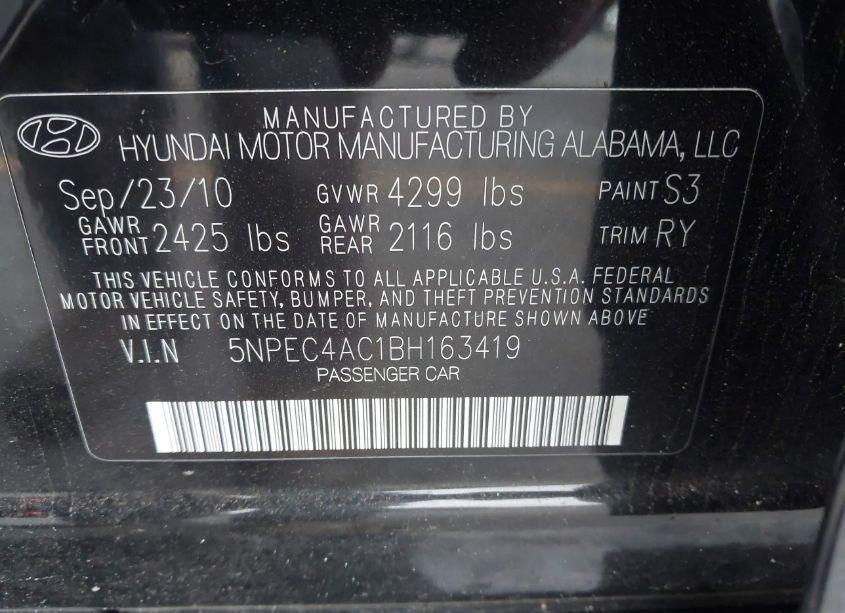 MANUFACTURED BY
HYUNDAI MOTOR MANUFACTURING ALABAMA, LLC
Sep/23/10 GVWR 4299 lbs PAINT S3
GAWR FRONT 2425 lbs GAWR REAR 2116 lbs TRIM RY
THIS VEHICLE CONFORMS TO ALL APPLICABLE U.S.A. FEDERAL
MOTOR VEHICLE SAFETY, BUMPER, AND THEFT PREVENTION STANDARDS
IN EFFECT ON THE DATE OF MANUFACTURE SHOWN ABOVE
V.I.N 5NPEC4AC1BH163419
PASSENGER CAR